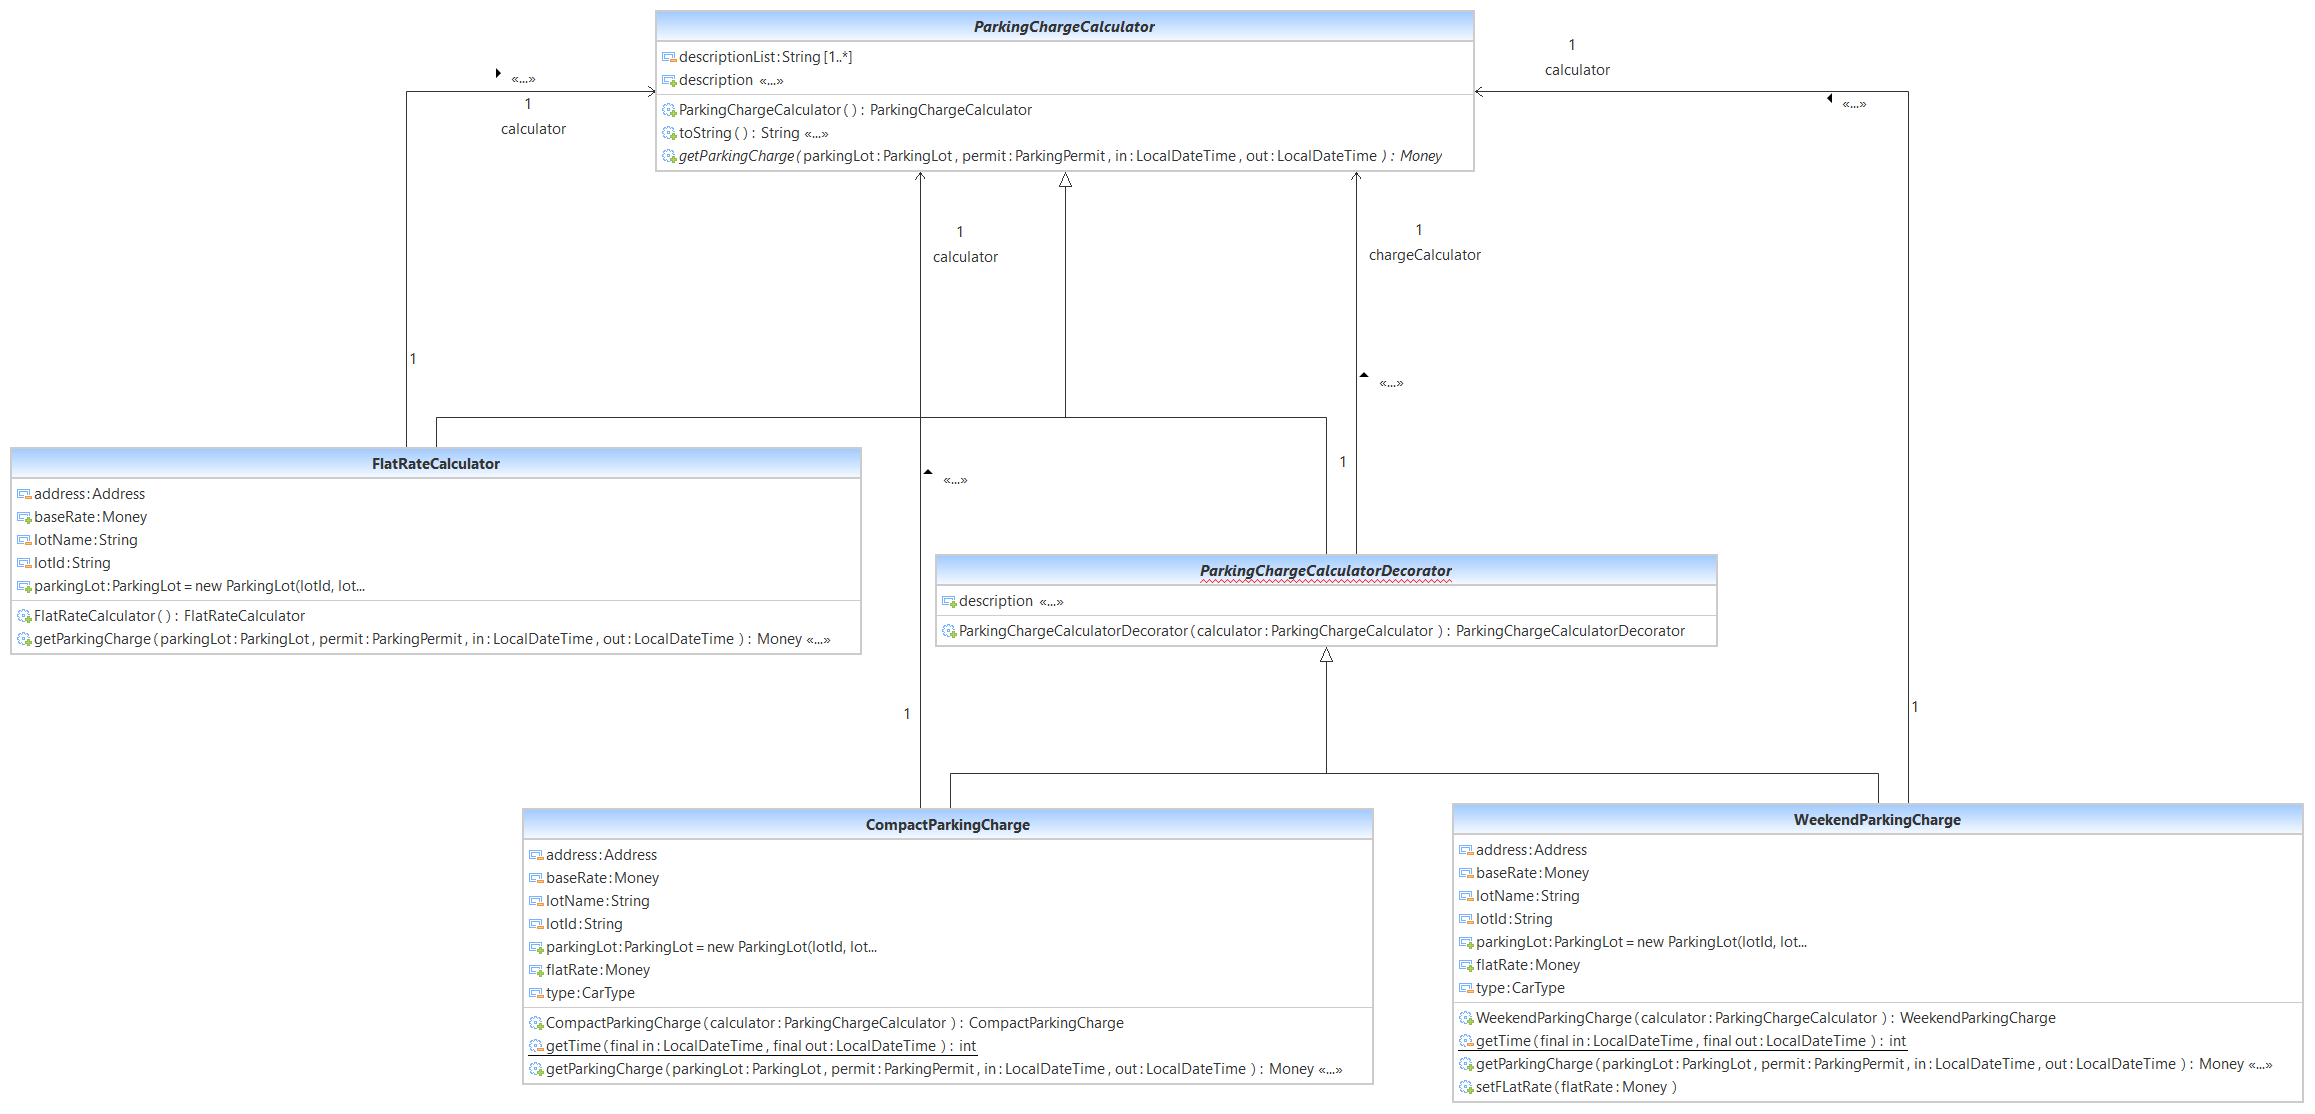 ParkingChargeCalculator
descriptionList:String [1..*]
description «...»
ParkingChargeCalculator ( ) : ParkingChargeCalculator
toString ( ) : String «...»
getParkingCharge ( parkingLot : ParkingLot , permit : ParkingPermit , in : LocalDateTime , out : LocalDateTime ) : Money
«...»
1
calculator
1
calculator
«...»
1
calculator
1
chargeCalculator
1
«...»
1
«...»
FlatRateCalculator
address:Address
baseRate:Money
lotName:String
lotId:String
parkingLot:ParkingLot = new ParkingLot(lotId, lot...
FlatRateCalculator ( ) : FlatRateCalculator
getParkingCharge ( parkingLot : ParkingLot , permit : ParkingPermit , in : LocalDateTime , out : LocalDateTime ) : Money «...»
ParkingChargeCalculatorDecorator
description «...»
ParkingChargeCalculatorDecorator ( calculator : ParkingChargeCalculator ) : ParkingChargeCalculatorDecorator
1
1
CompactParkingCharge
address:Address
baseRate:Money
lotName:String
lotId:String
parkingLot:ParkingLot = new ParkingLot(lotId, lot...
flatRate:Money
type:CarType
CompactParkingCharge ( calculator : ParkingChargeCalculator ) : CompactParkingCharge
getTime ( final in : LocalDateTime , final out : LocalDateTime ) : int
getParkingCharge ( parkingLot : ParkingLot , permit : ParkingPermit , in : LocalDateTime , out : LocalDateTime ) : Money «...»
WeekendParkingCharge
address:Address
baseRate:Money
lotName:String
lotId:String
parkingLot:ParkingLot = new ParkingLot(lotId, lot...
flatRate:Money
type:CarType
WeekendParkingCharge ( calculator : ParkingChargeCalculator ) : WeekendParkingCharge
getTime ( final in : LocalDateTime , final out : LocalDateTime ) : int
getParkingCharge ( parkingLot : ParkingLot , permit : ParkingPermit , in : LocalDateTime , out : LocalDateTime ) : Money «...»
setFLatRate ( flatRate : Money )